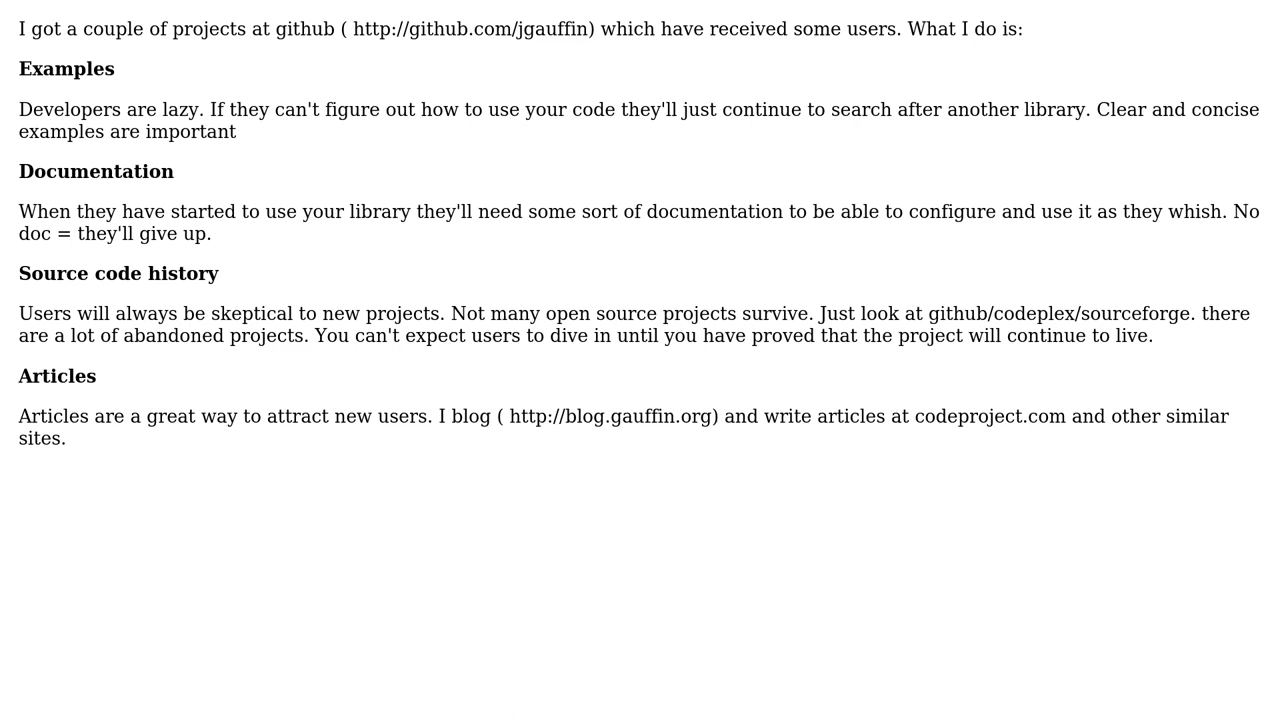 I got a couple of projects at github ( http://github.com/jgauffin) which have received some users. What I do is:
Examples
Developers are lazy. If they can't figure out how to use your code they'll just continue to search after another library. Clear and concise
examples are important
Documentation
When they have started to use your library they'll need some sort of documentation to be able to configure and use it as they whish. No
doc = they'll give up.
Source code history
Users will always be skeptical to new projects. Not many open source projects survive. Just look at github/codeplex/sourceforge. there
are a lot of abandoned projects. You can't expect users to dive in until you have proved that the project will continue to live.
Articles
Articles are a great way to attract new users. I blog ( http://blog.gauffin.org) and write articles at codeproject.com and other similar
sites.